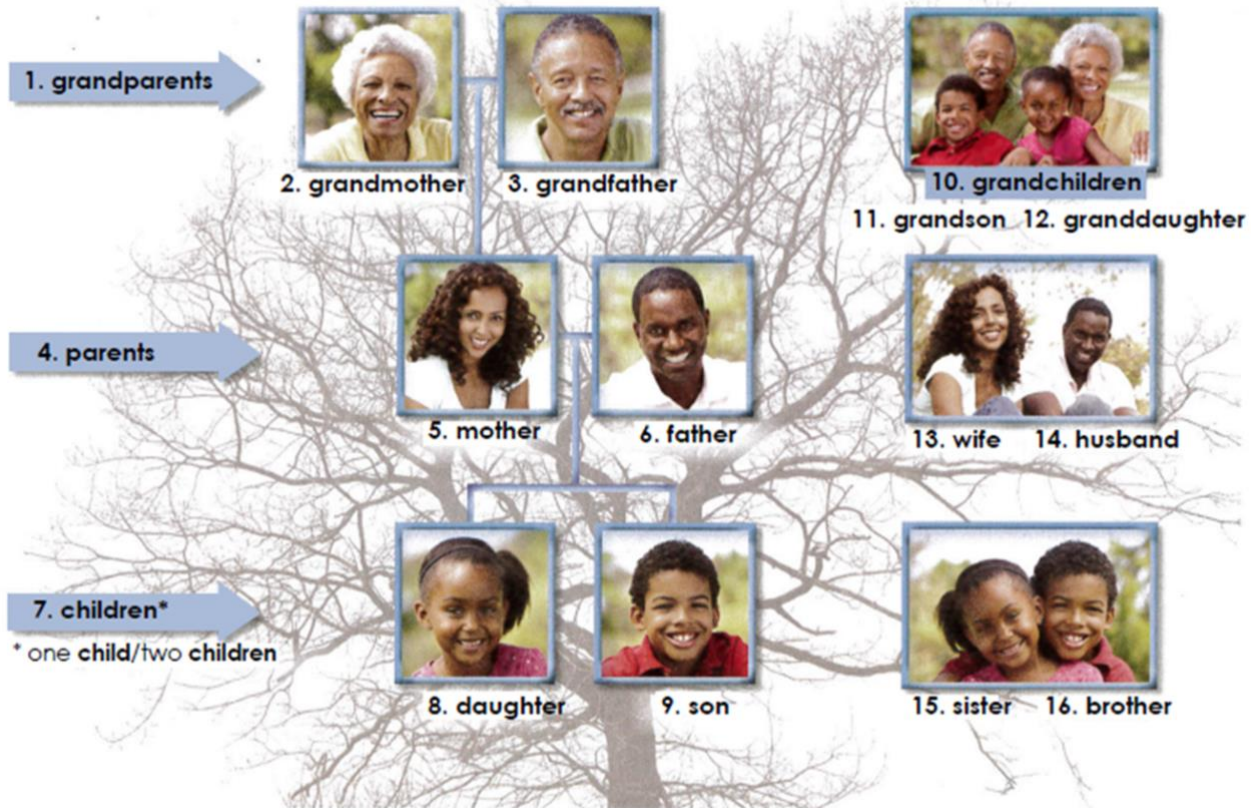 1. grandparents
2. grandmother
3. grandfather
10. grandchildren
11. grandson 12. granddaughter
4. parents
5. mother
6. father
13. wife 14. husband
7. children*
* one child/two children
8. daughter
9. son
15. sister 16. brother